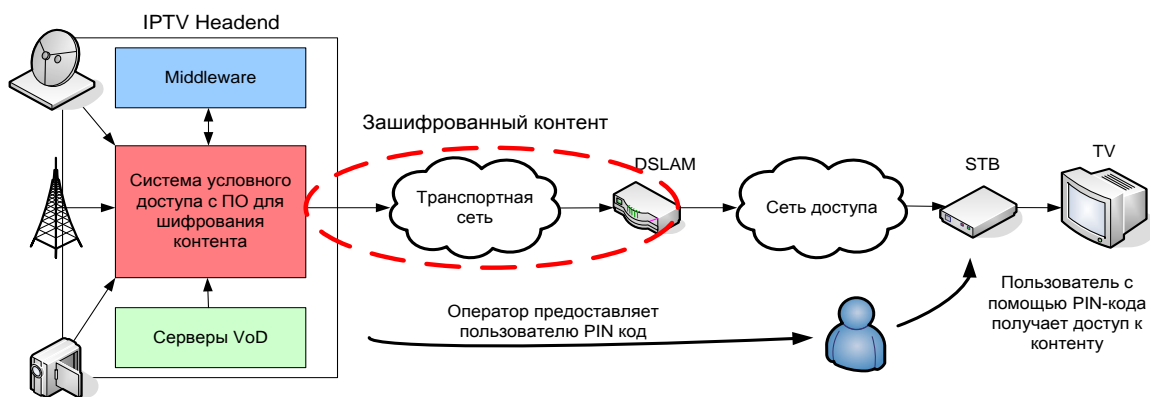 IPTV Headend
Middleware
Система условного
доступа с ПО для
шифрования
контента
Серверы VoD
Зашифрованный контент
Транспортная
сеть
DSLAM
Сеть доступа
STB
TV
Оператор предоставляет
пользователю PIN код
Пользователь с
помощью PIN-кода
получает доступ к
контенту